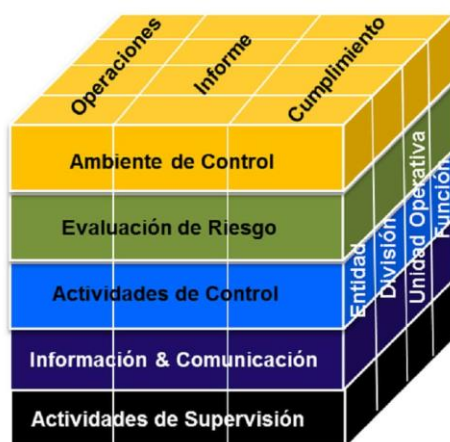 Operaciones
Informe
Cumplimiento
Ambiente de Control
Evaluación de Riesgo
Actividades de Control
Información & Comunicación
Actividades de Supervisión
Entidad
División
Unidad Operativa
Función